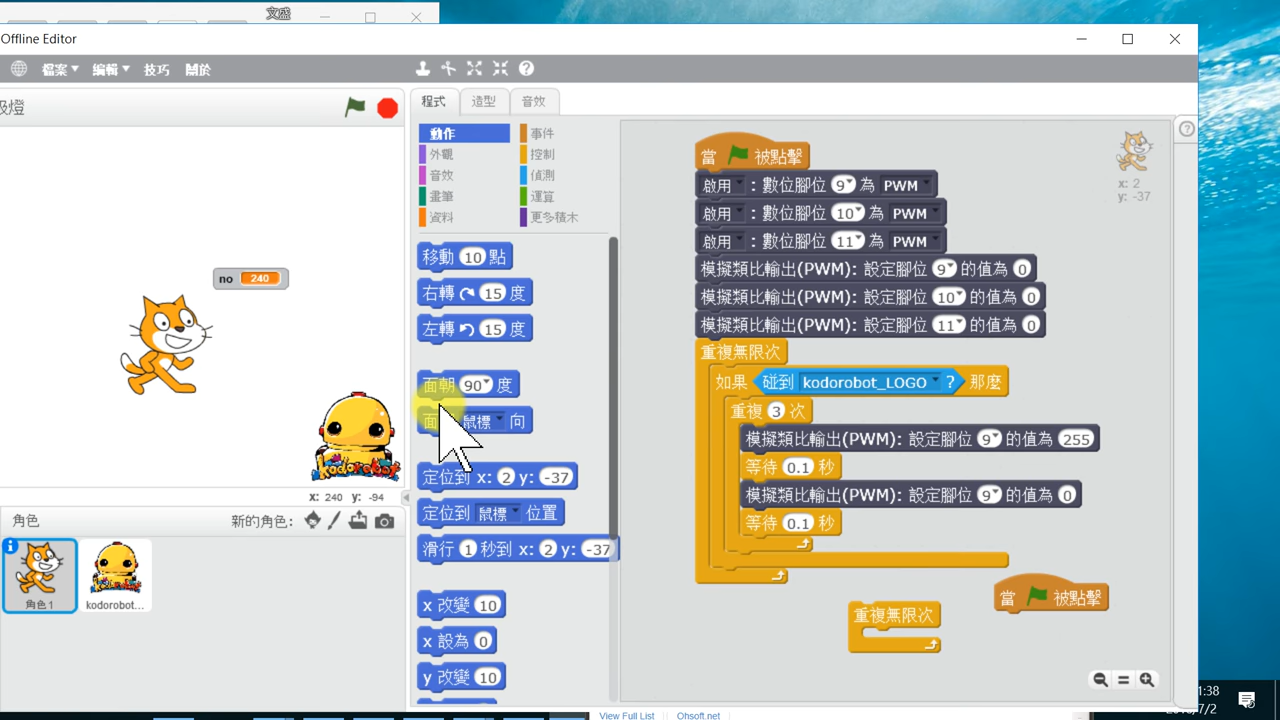 文盛
Offline Editor
檔案 編輯 技巧 關於
吸燈
程式 造型 音效
動作 事件
外觀 控制
音效 偵測
畫筆 運算
資料 更多積木
移動 10 點
右轉 15 度
左轉 15 度
面朝 90 度
面 鼠標 向
定位到 x: 2 y: -37
定位到 鼠標 位置
滑行 1 秒到 x: 2 y: -37
x 改變 10
x 設為 0
y 改變 10
no 240
kodorobot
x: 240 y: -94
角色 新的角色:
角色1 kodorobot...
當 被點擊
啟用 : 數位腳位 9 為 PWM
啟用 : 數位腳位 10 為 PWM
啟用 : 數位腳位 11 為 PWM
模擬類比輸出(PWM): 設定腳位 9 的值為 0
模擬類比輸出(PWM): 設定腳位 10 的值為 0
模擬類比輸出(PWM): 設定腳位 11 的值為 0
重複無限次
如果 碰到 kodorobot_LOGO ? 那麼
重複 3 次
模擬類比輸出(PWM): 設定腳位 9 的值為 255
等待 0.1 秒
模擬類比輸出(PWM): 設定腳位 9 的值為 0
等待 0.1 秒
當 被點擊
重複無限次
x: 2
y: -37
View Full List Ohsoft.net
1:38